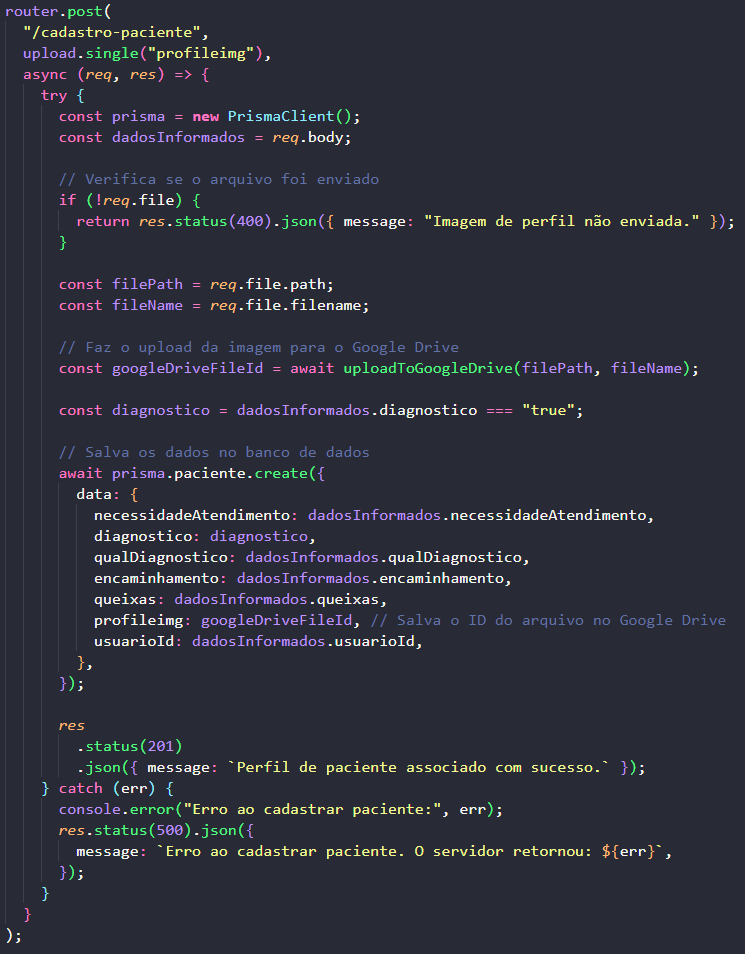 router.post(
  "/cadastro-paciente",
  upload.single("profileimg"),
  async (req, res) => {
    try {
      const prisma = new PrismaClient();
      const dadosInformados = req.body;

      // Verifica se o arquivo foi enviado
      if (!req.file) {
        return res.status(400).json({ message: "Imagem de perfil não enviada." });
      }

      const filePath = req.file.path;
      const fileName = req.file.filename;

      // Faz o upload da imagem para o Google Drive
      const googleDriveFileId = await uploadToGoogleDrive(filePath, fileName);

      const diagnostico = dadosInformados.diagnostico === "true";

      // Salva os dados no banco de dados
      await prisma.paciente.create({
        data: {
          necessidadeAtendimento: dadosInformados.necessidadeAtendimento,
          diagnostico: diagnostico,
          qualDiagnostico: dadosInformados.qualDiagnostico,
          encaminhamento: dadosInformados.encaminhamento,
          queixas: dadosInformados.queixas,
          profileimg: googleDriveFileId, // Salva o ID do arquivo no Google Drive
          usuarioId: dadosInformados.usuarioId,
        },
      });

      res
        .status(201)
        .json({ message: `Perfil de paciente associado com sucesso.` });
    } catch (err) {
      console.error("Erro ao cadastrar paciente:", err);
      res.status(500).json({
        message: `Erro ao cadastrar paciente. O servidor retornou: ${err}`,
      });
    }
  }
);